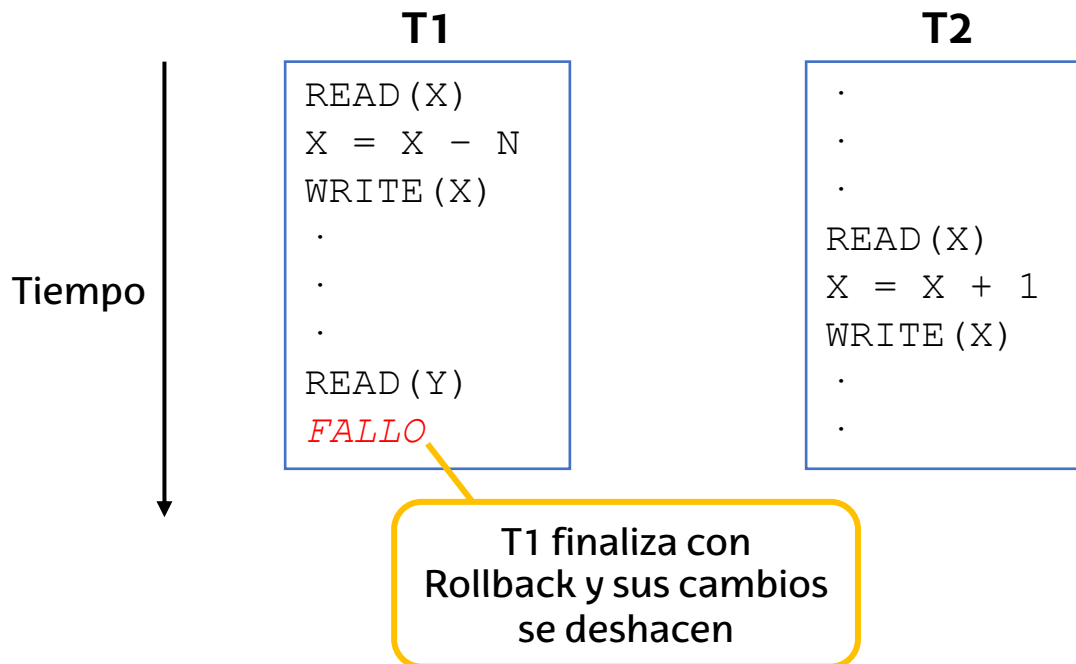 T1
READ(X)
X = X - N
WRITE(X)
.
.
.
READ(Y)
FALLO
T2
.
.
.
READ(X)
X = X + 1
WRITE(X)
.
.
Tiempo
T1 finaliza con
Rollback y sus cambios
se deshacen